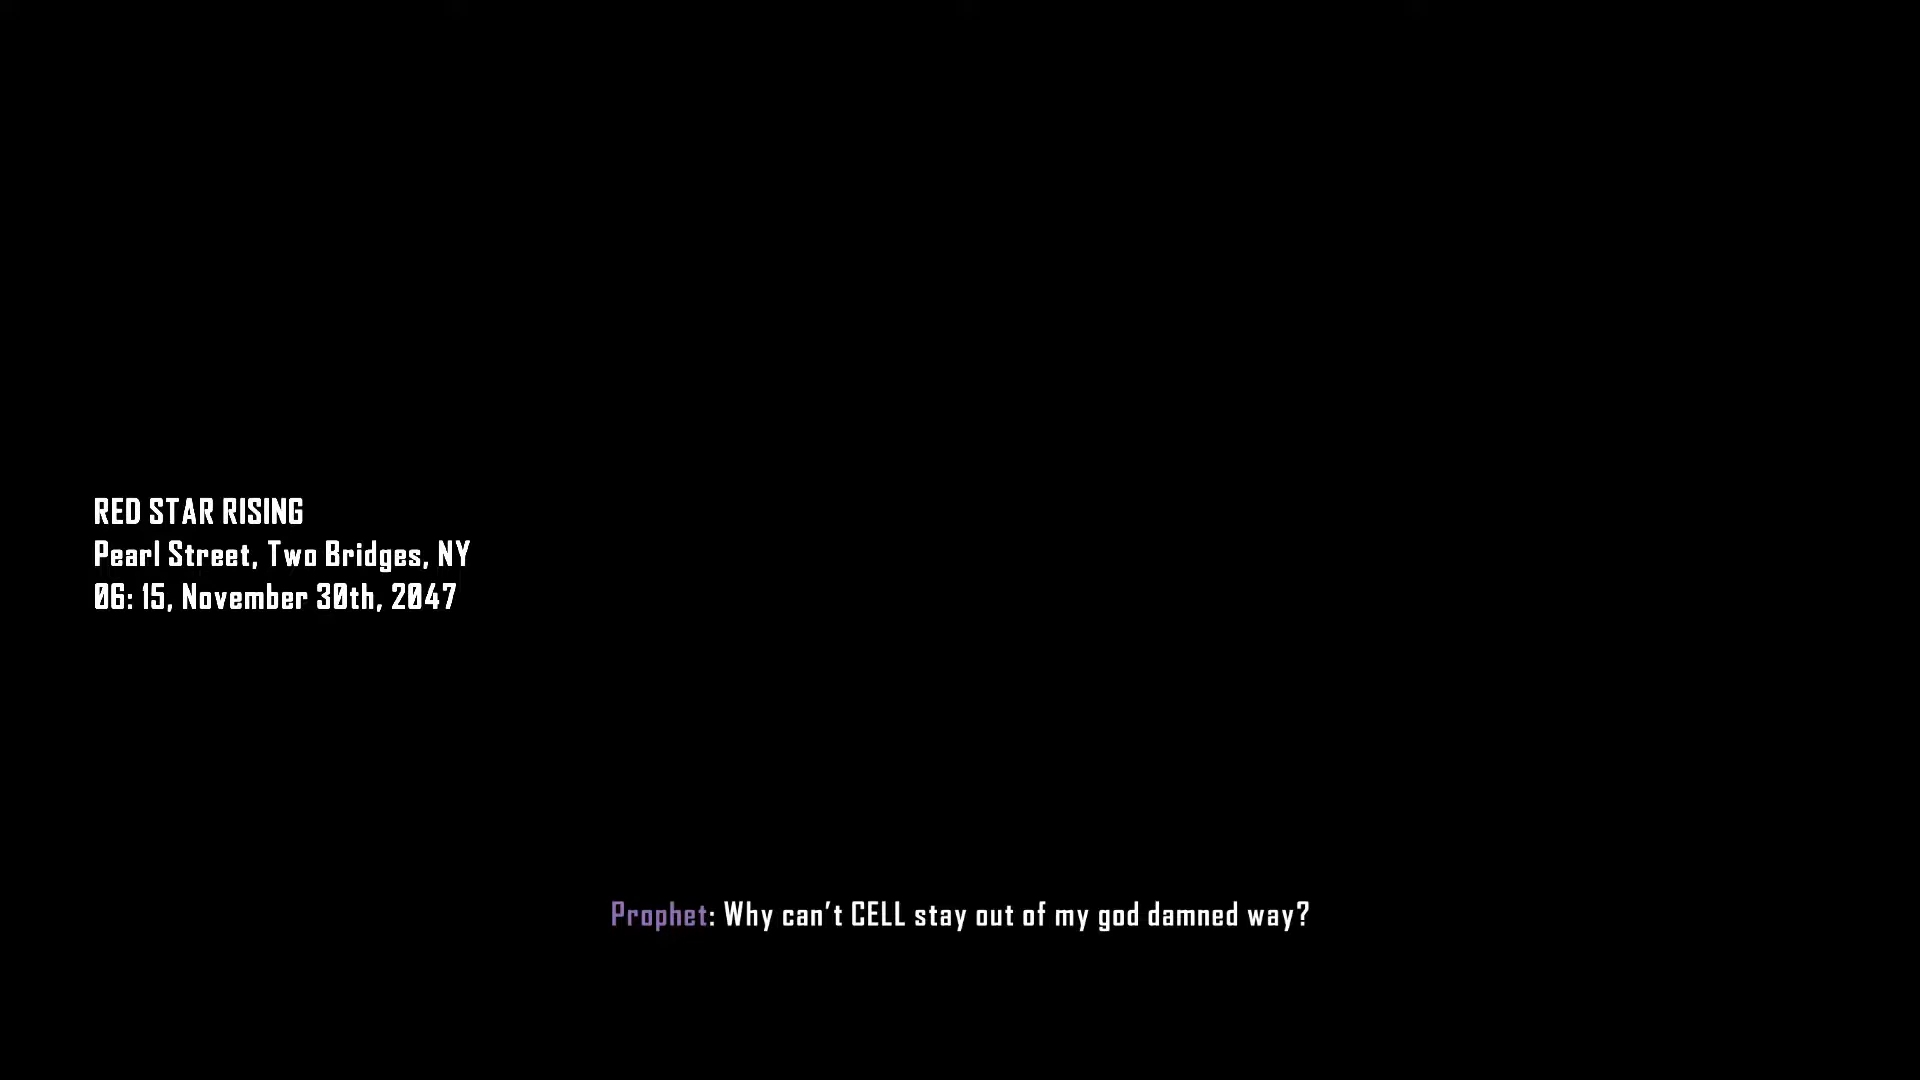 RED STAR RISING
Pearl Street, Two Bridges, NY
06: 15, November 30th, 2047
Prophet: Why can't CELL stay out of my god damned way?